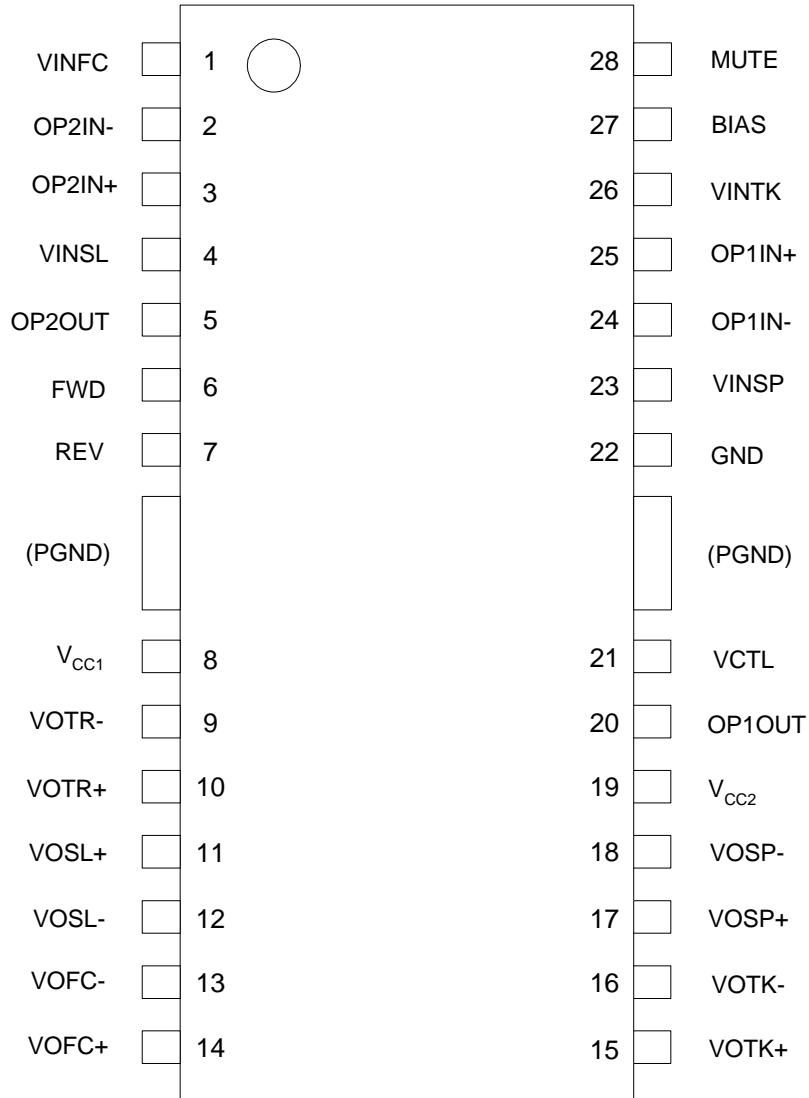 VINFC 1 28 MUTE
OP2IN- 2 27 BIAS
OP2IN+ 3 26 VINTK
VINSL 4 25 OP1IN+
OP2OUT 5 24 OP1IN-
FWD 6 23 VINSP
REV 7 22 GND
(PGND) (PGND)
VCC1 8 21 VCTL
VOTR- 9 20 OP1OUT
VOTR+ 10 19 VCC2
VOSL+ 11 18 VOSP-
VOSL- 12 17 VOSP+
VOFC- 13 16 VOTK-
VOFC+ 14 15 VOTK+